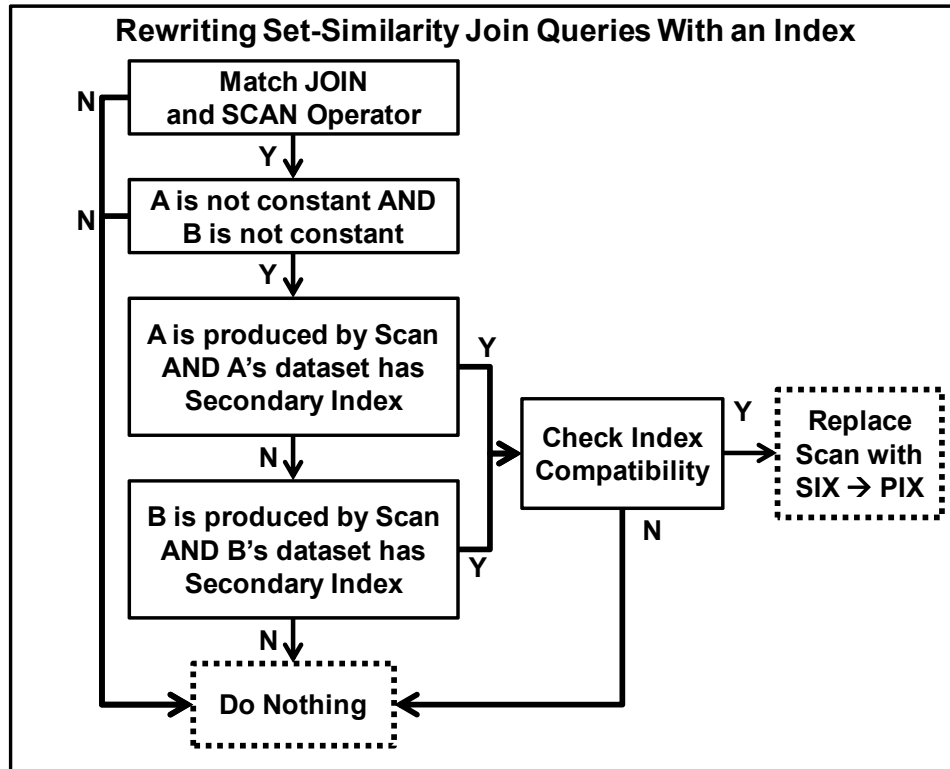 Rewriting Set-Similarity Join Queries With an Index
Match JOIN
and SCAN Operator
N
Y
A is not constant AND
B is not constant
N
Y
A is produced by Scan
AND A's dataset has
Secondary Index
Y
N
Check Index
Compatibility
Y
Replace
Scan with
SIX → PIX
B is produced by Scan
AND B's dataset has
Secondary Index
Y
N
N
Do Nothing